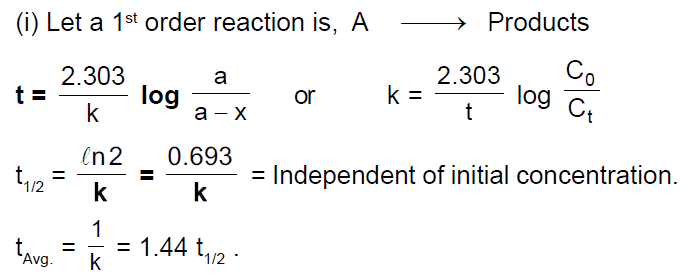 (i) Let a 1st order reaction is, A ⟶ Products
t = 2.303/k log a/(a – x) or k = 2.303/t log C₀/Cₜ
t₁/₂ = ℓn2/k = 0.693/k = Independent of initial concentration.
t_Avg. = 1/k = 1.44 t₁/₂ .